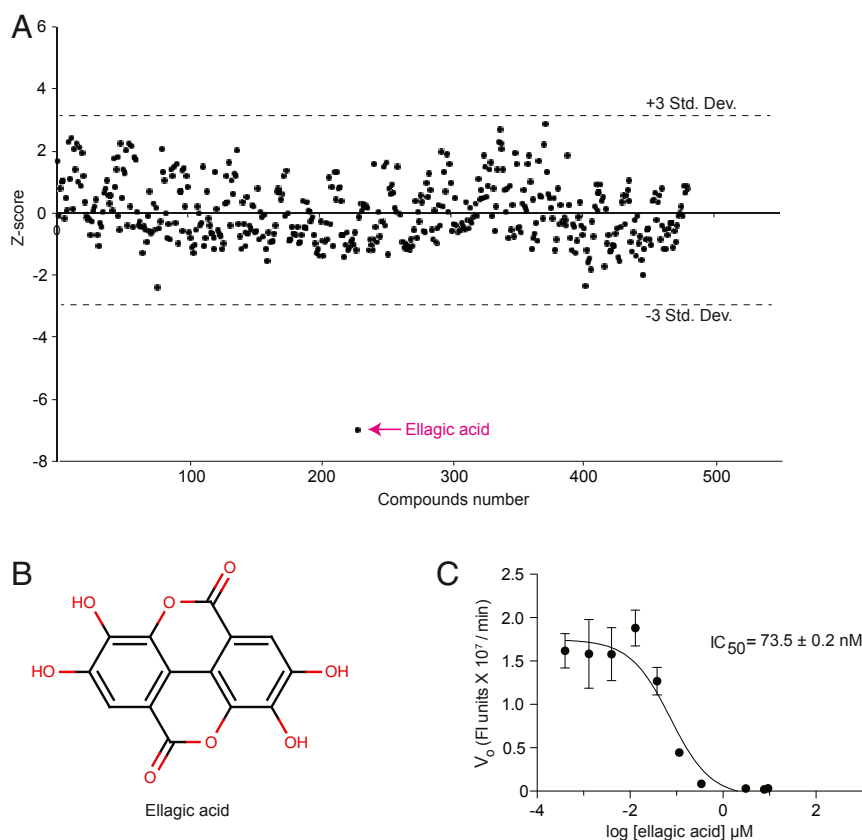 A
6
4
2
0
-2
-4
-6
-8
Z-score
0
+3 Std. Dev.
-3 Std. Dev.
Ellagic acid
100
200
300
400
500
Compounds number
B
O
O
HO
HO
OH
OH
O
O
Ellagic acid
C
2.5
2.0
1.5
1.0
0.5
0
V₀ (Fl units X 10⁷ / min)
IC₅₀ = 73.5 ± 0.2 nM
-4
-2
0
2
log [ellagic acid] µM